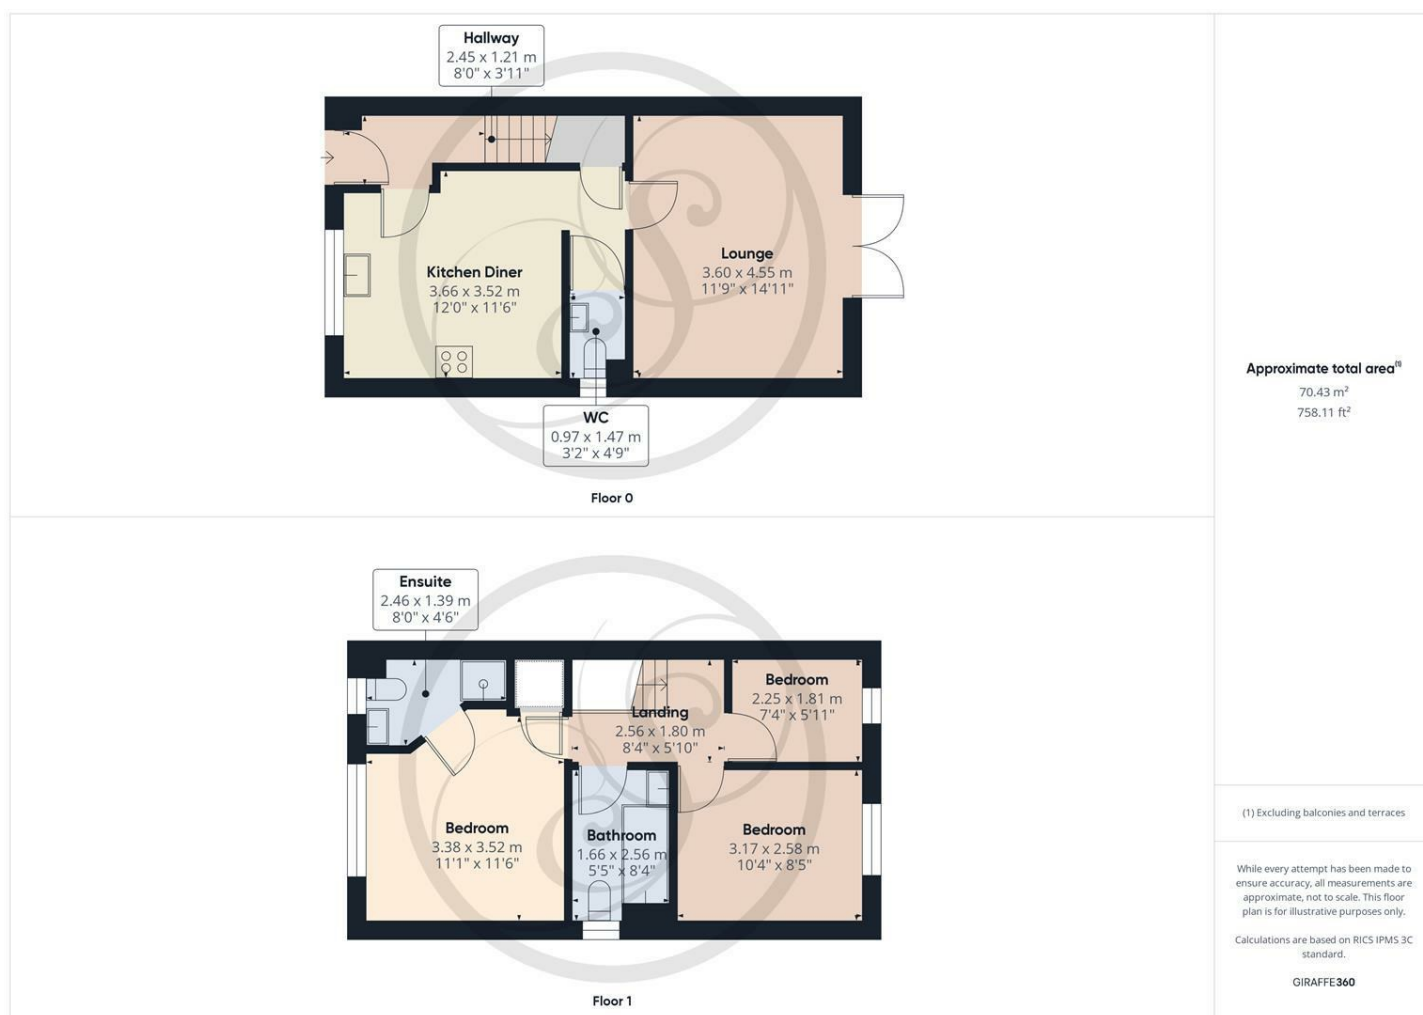 Hallway
2.45 x 1.21 m
8'0" x 3'11"
Lounge
3.60 x 4.55 m
11'9" x 14'11"
Kitchen Diner
3.66 x 3.52 m
12'0" x 11'6"
WC
0.97 x 1.47 m
3'2" x 4'9"
Floor 0
Approximate total area(1)
70.43 m²
758.11 ft²
Ensuite
2.46 x 1.39 m
8'0" x 4'6"
Bedroom
2.25 x 1.81 m
7'4" x 5'11"
Landing
2.56 x 1.80 m
8'4" x 5'10"
Bedroom
3.38 x 3.52 m
11'1" x 11'6"
Bathroom
1.66 x 2.56 m
5'5" x 8'4"
Bedroom
3.17 x 2.58 m
10'4" x 8'5"
Floor 1
(1) Excluding balconies and terraces
While every attempt has been made to
ensure accuracy, all measurements are
approximate, not to scale. This floor
plan is for illustrative purposes only.
Calculations are based on RICS IPMS 3C
standard.
GIRAFFE360